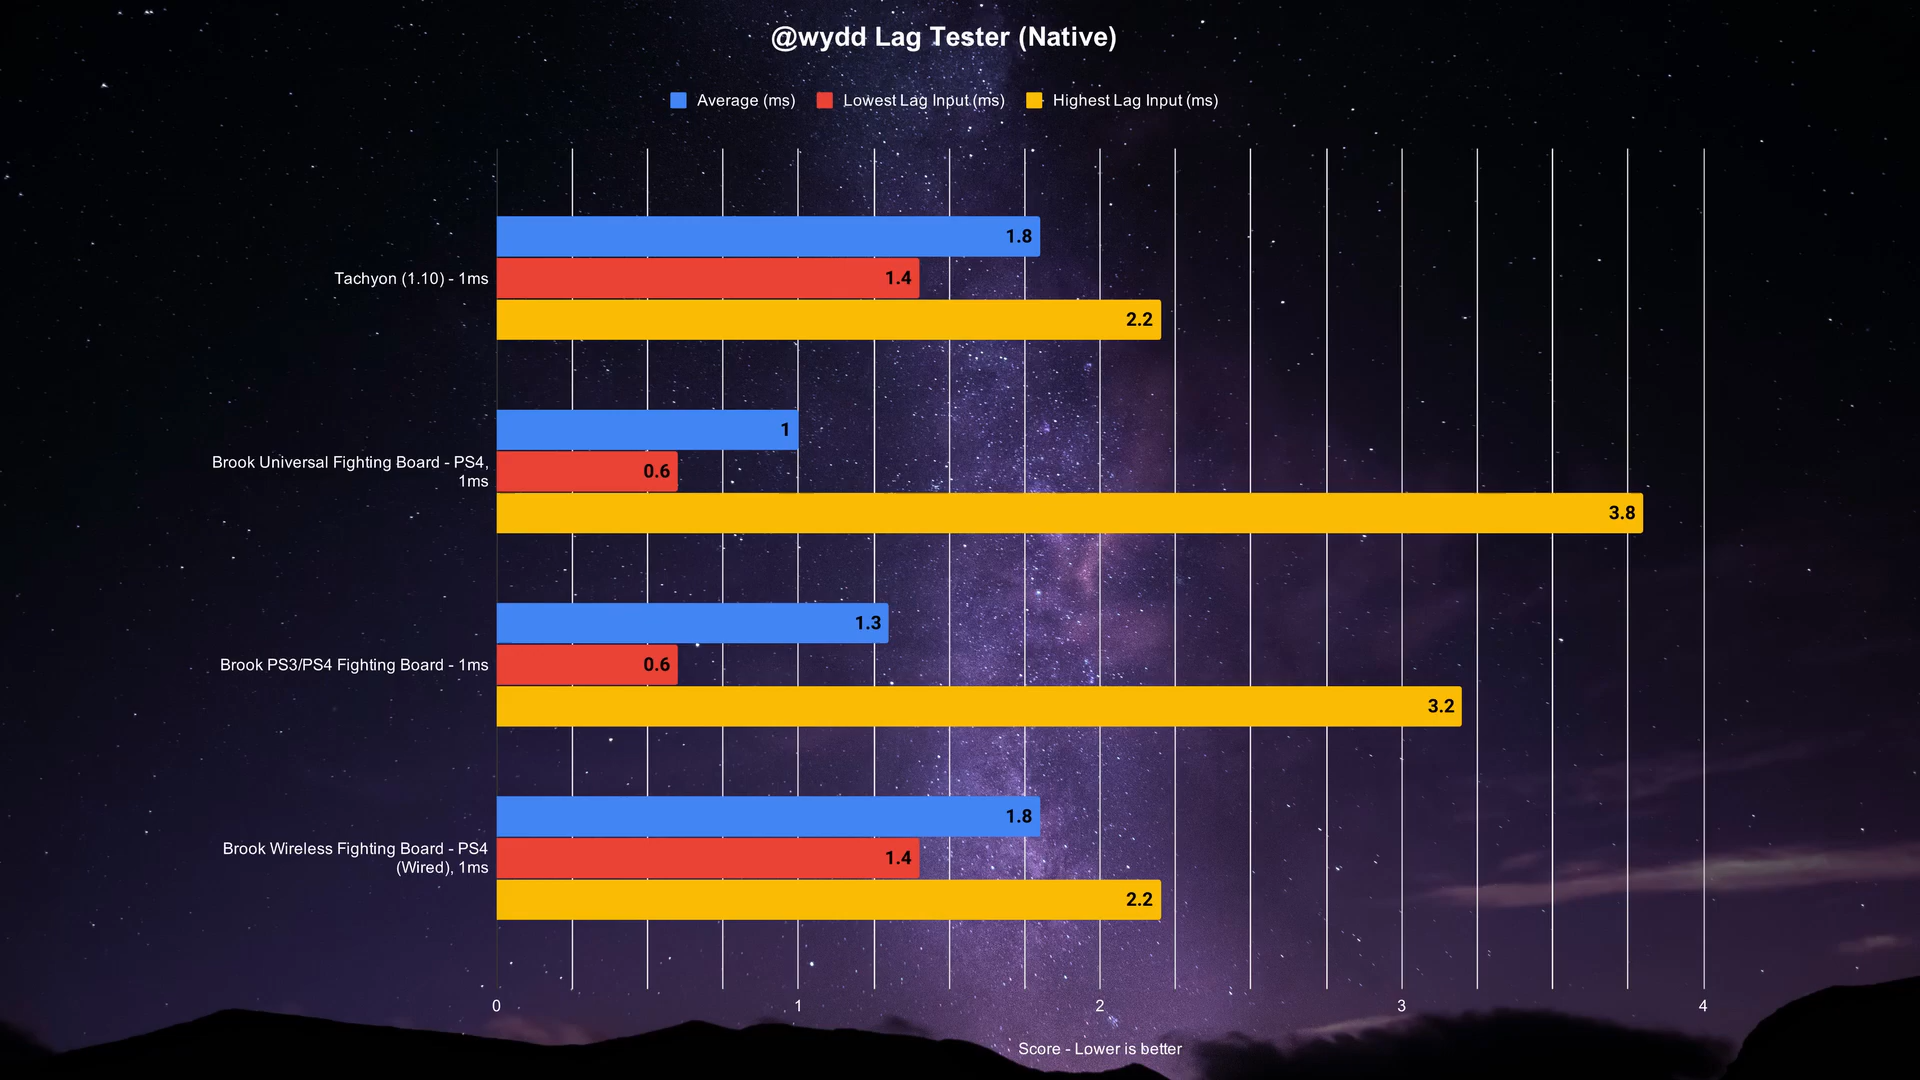 @wydd Lag Tester (Native)
Average (ms) Lowest Lag Input (ms) Highest Lag Input (ms)
1.8
Tachyon (1.10) - 1ms
1.4
2.2
1
Brook Universal Fighting Board - PS4,
1ms
0.6
3.8
1.3
Brook PS3/PS4 Fighting Board - 1ms
0.6
3.2
1.8
Brook Wireless Fighting Board - PS4
(Wired), 1ms
1.4
2.2
0 1 2 3 4
Score - Lower is better